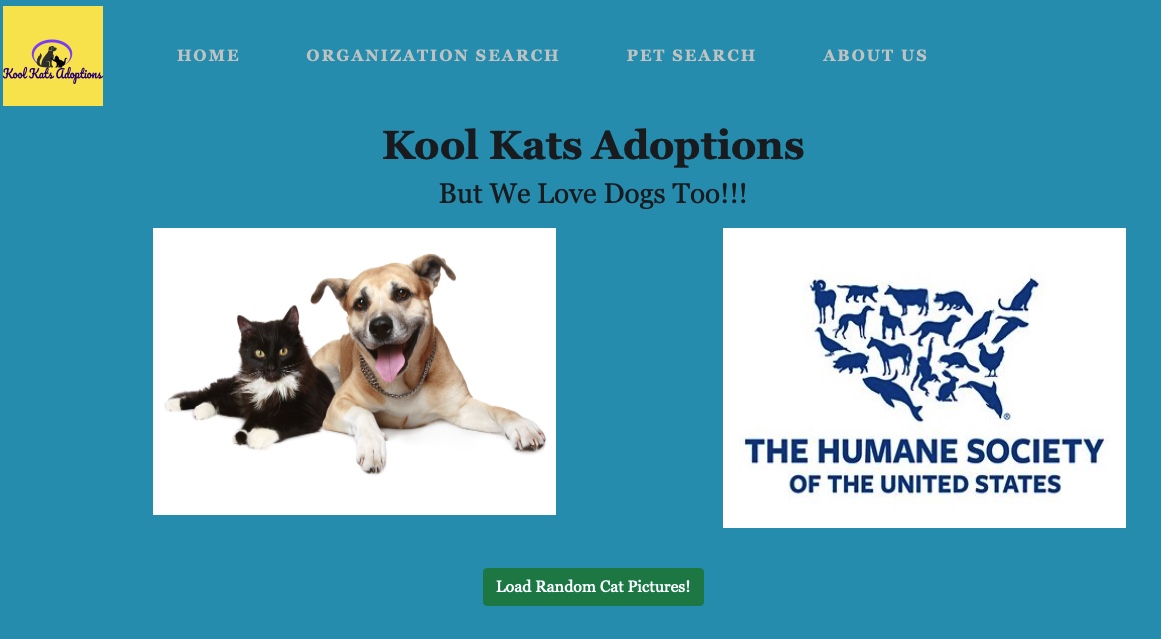 Kool Kats Adoptions
HOME
ORGANIZATION SEARCH
PET SEARCH
ABOUT US
Kool Kats Adoptions
But We Love Dogs Too!!!
THE HUMANE SOCIETY
OF THE UNITED STATES
Load Random Cat Pictures!